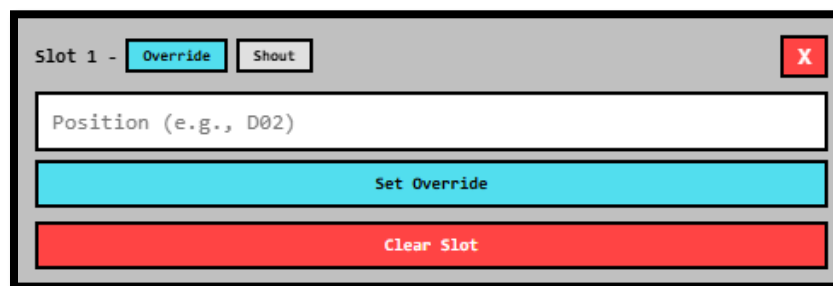 Slot 1 - Override Shout X
Position (e.g., D02)
Set Override
Clear Slot